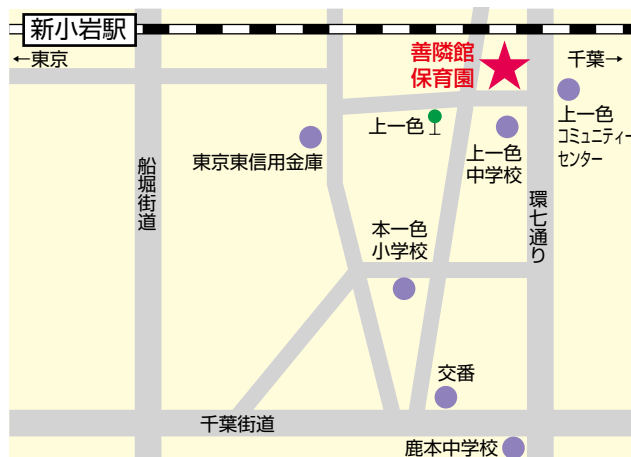 新小岩駅
←東京
善隣館
保育園
千葉→
上一色
上一色
コミュニティー
センター
上一色
中学校
東京東信用金庫
船堀街道
環七通り
本一色
小学校
交番
千葉街道
鹿本中学校